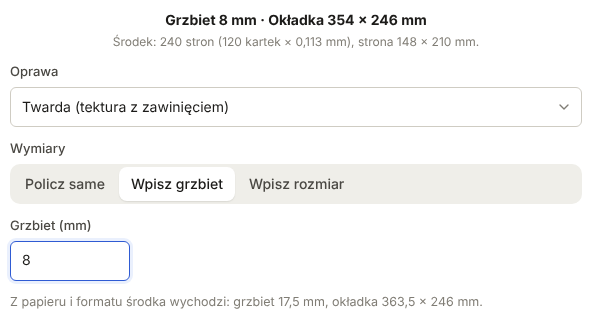 Grzbiet 8 mm · Okładka 354 × 246 mm
Środek: 240 stron (120 kartek × 0,113 mm), strona 148 × 210 mm.
Oprawa
Twarda (tektura z zawinięciem)
Wymiary
Policz same Wpisz grzbiet Wpisz rozmiar
Grzbiet (mm)
8
Z papieru i formatu środka wychodzi: grzbiet 17,5 mm, okładka 363,5 × 246 mm.